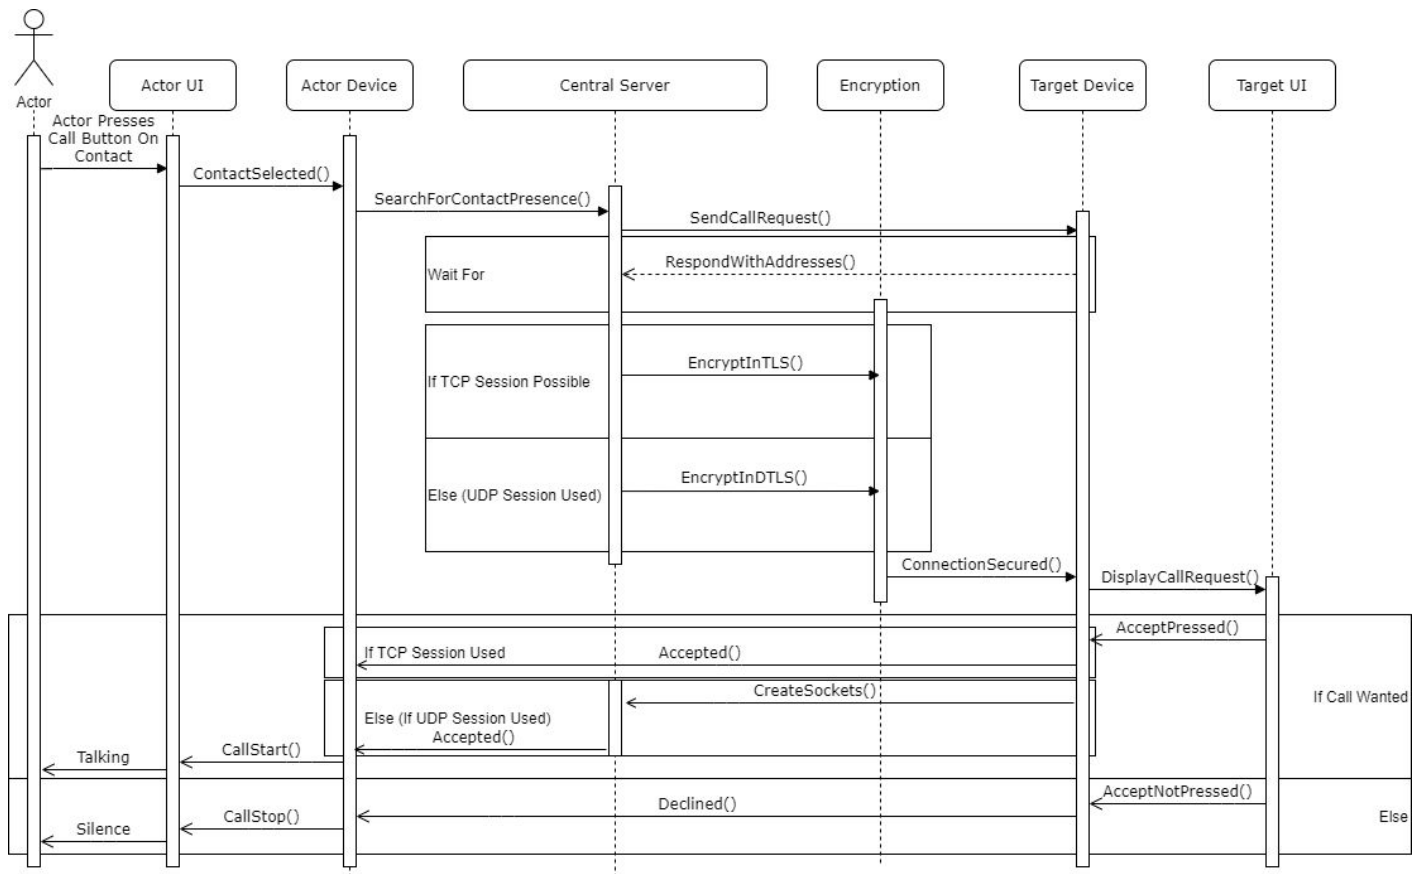 Actor UI
Actor Device
Central Server
Encryption
Target Device
Target UI
Actor
Actor Presses
Call Button On
Contact
ContactSelected()
SearchForContactPresence()
SendCallRequest()
RespondWithAddresses()
Wait For
EncryptInTLS()
If TCP Session Possible
EncryptInDTLS()
Else (UDP Session Used)
ConnectionSecured()
DisplayCallRequest()
AcceptPressed()
If TCP Session Used
Accepted()
CreateSockets()
If Call Wanted
Else (If UDP Session Used)
Accepted()
CallStart()
Talking
AcceptNotPressed()
Declined()
CallStop()
Else
Silence